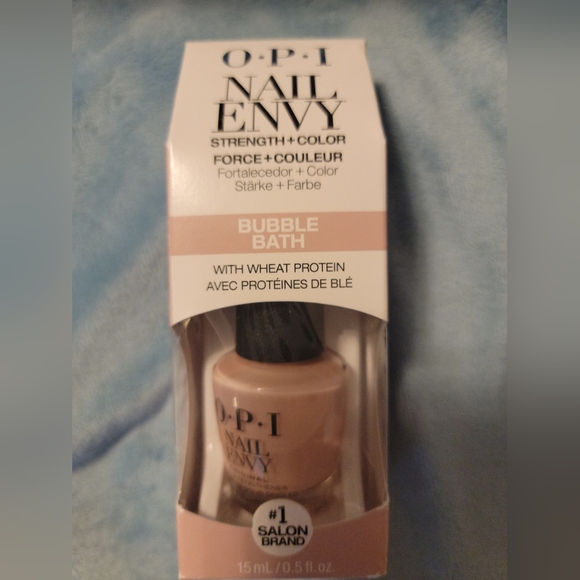 O·P·I
NAIL
ENVY
STRENGTH+COLOR
FORCE+COULEUR
Fortalecedor + Color
Stärke + Farbe
BUBBLE
BATH
WITH WHEAT PROTEIN
AVEC PROTÉINES DE BLÉ
O·P·I
NAIL
ENVY
#1
SALON
BRAND
15 mL/0.5 fl.oz.